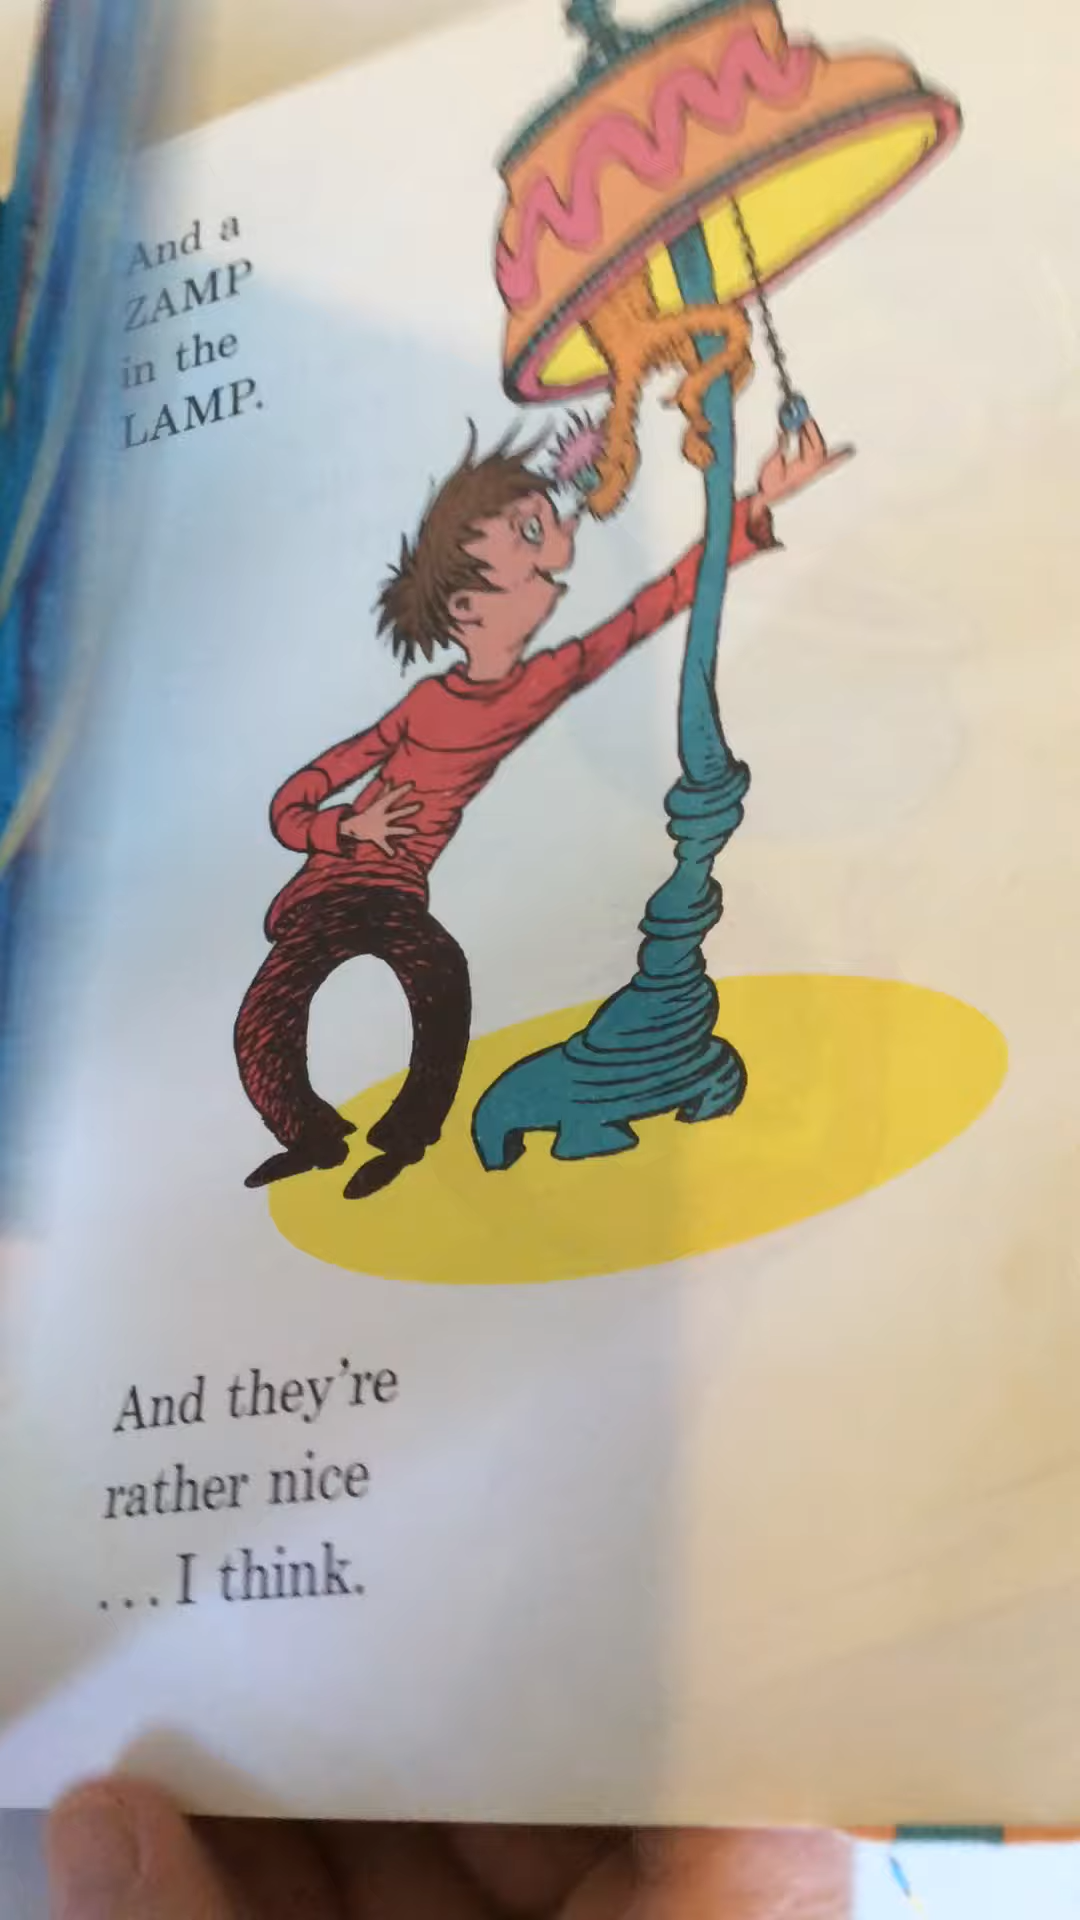 And a
ZAMP
in the
LAMP.
And they're
rather nice
...I think.